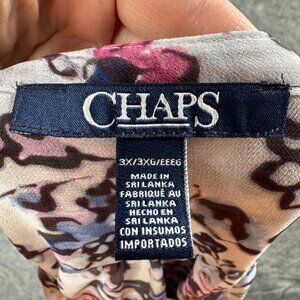 CHAPS
3X/3XG/EEEG
MADE IN
SRI LANKA
FABRIQUÉ AU
SRI LANKA
HECHO EN
SRI LANKA
CON INSUMOS
IMPORTADOS